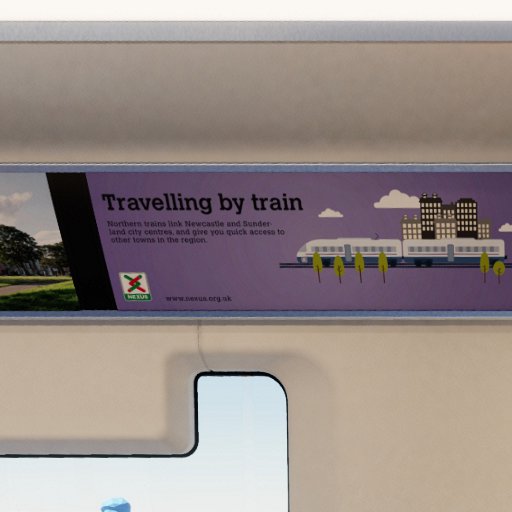 Travelling by train
Northern trains link Newcastle and Sunder-
land city centres, and give you quick access to
other towns in the region.
NEXUS
www.nexus.org.uk